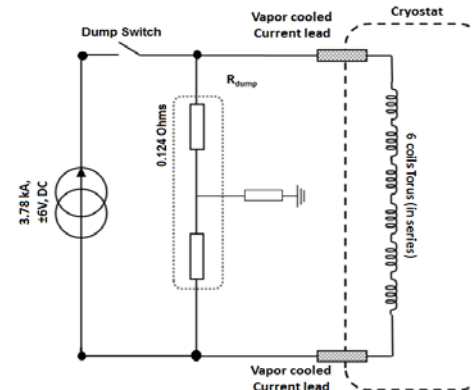 Cryostat
Vapor cooled
Current lead
Dump Switch
R_dump
0.124 Ohms
3.78 kA,
±6V, DC
6 coils Torus (in series)
Vapor cooled
Current lead